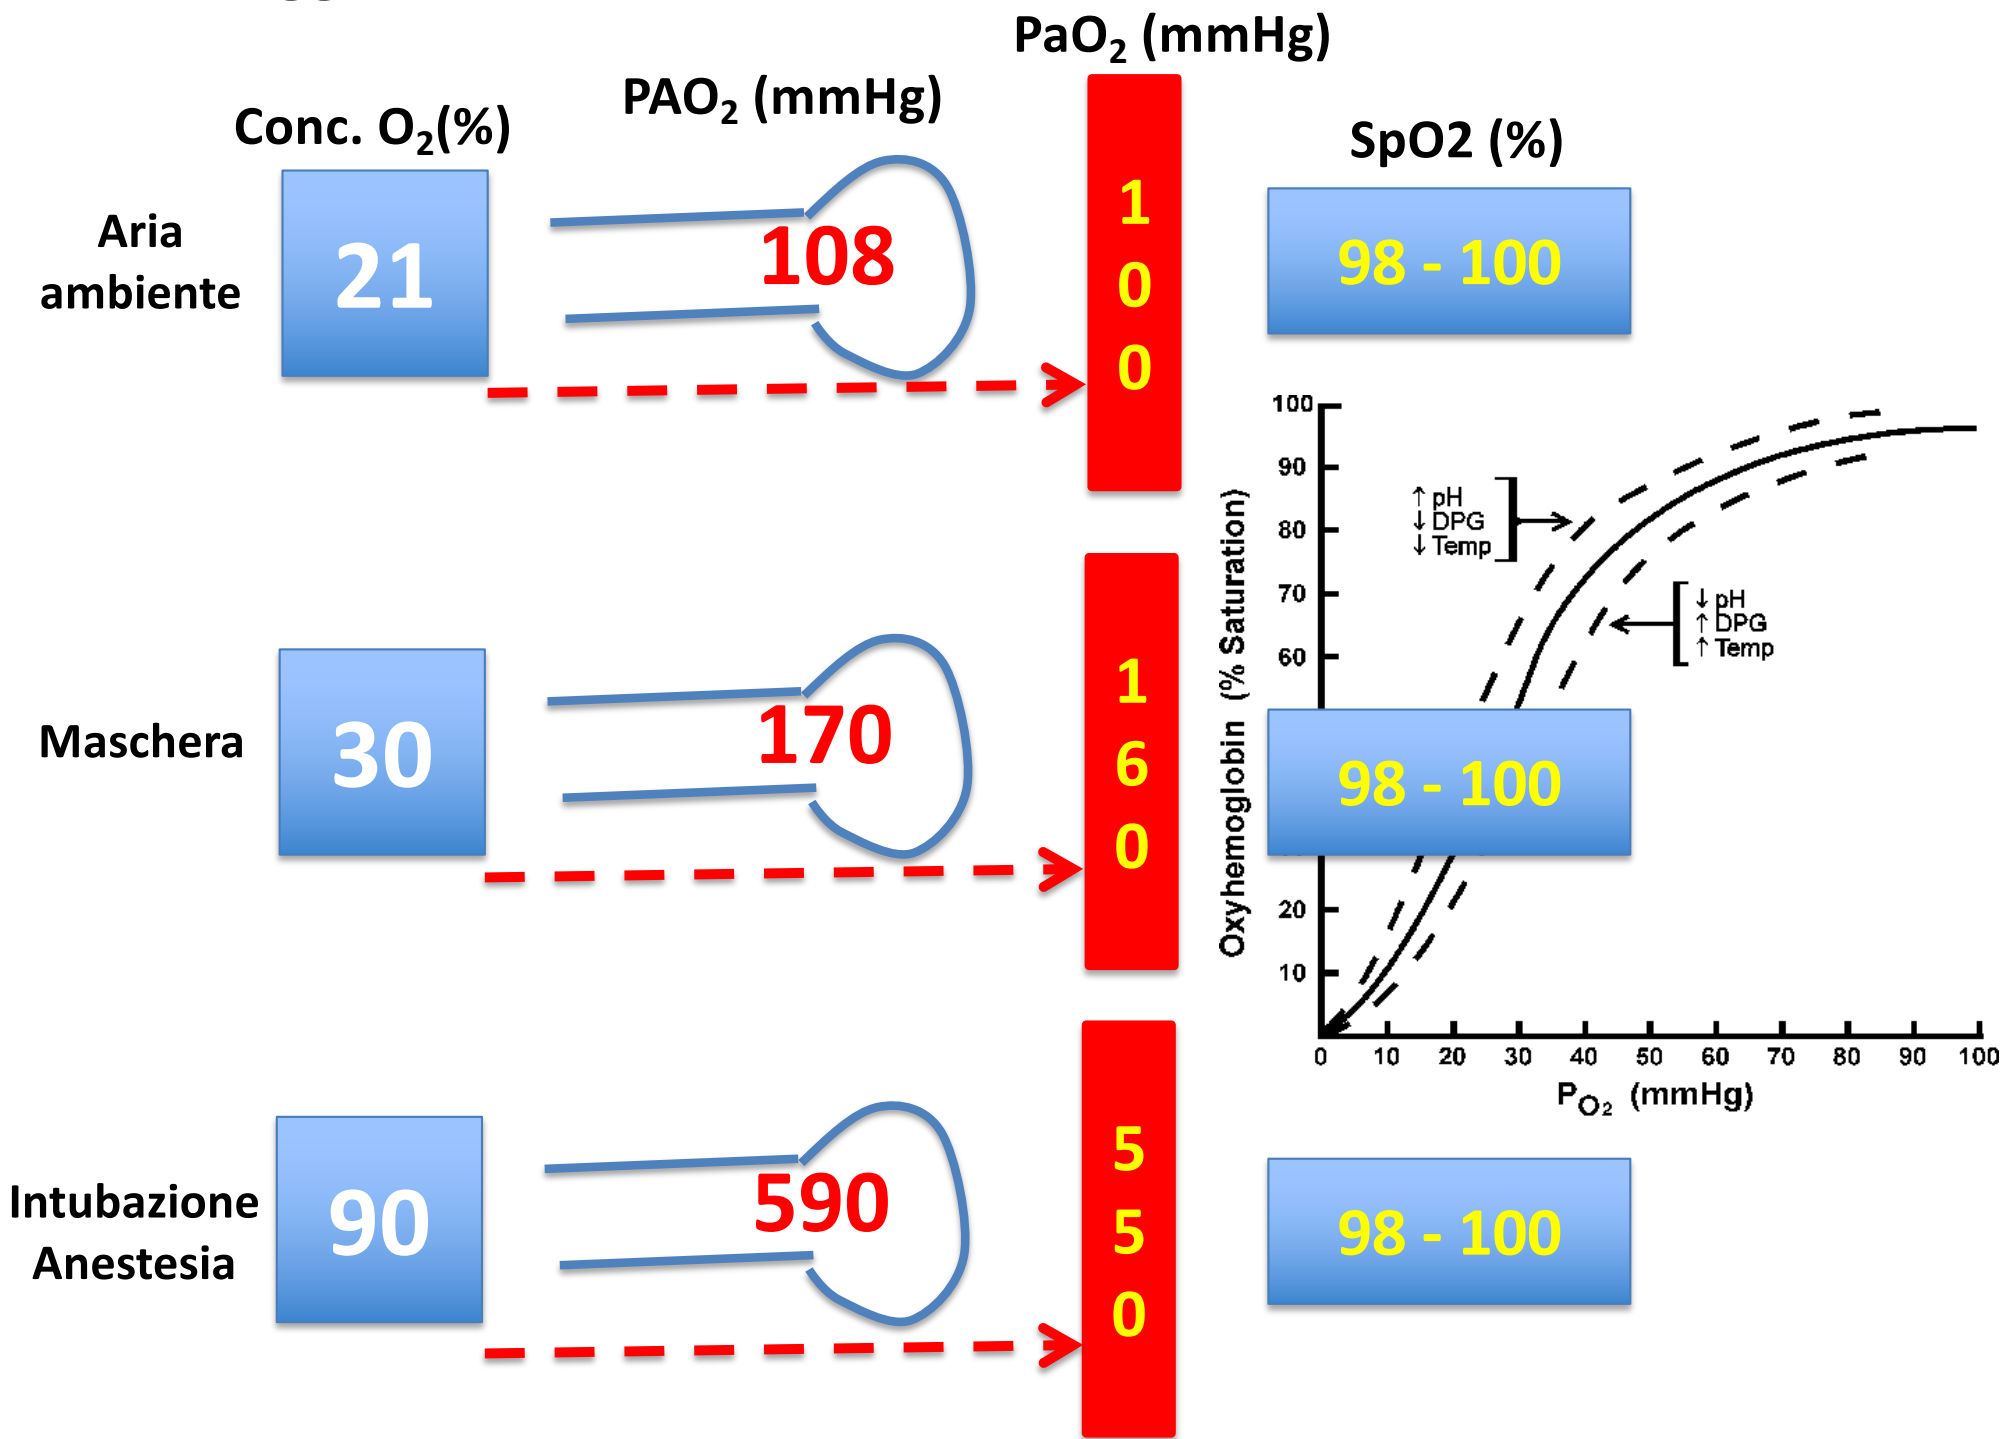 PaO₂ (mmHg)
PAO₂ (mmHg)
Conc. O₂(%)
SpO2 (%)
Aria
ambiente
21
108
1
0
0
98 - 100
Maschera
30
170
1
6
0
98 - 100
Intubazione
Anestesia
90
590
5
5
0
98 - 100
Oxyhemoglobin (% Saturation)
100
90
80
70
60
20
10
↑ pH
↓ DPG
↓ Temp
↓ pH
↑ DPG
↑ Temp
0 10 20 30 40 50 60 70 80 90 100
PO₂ (mmHg)